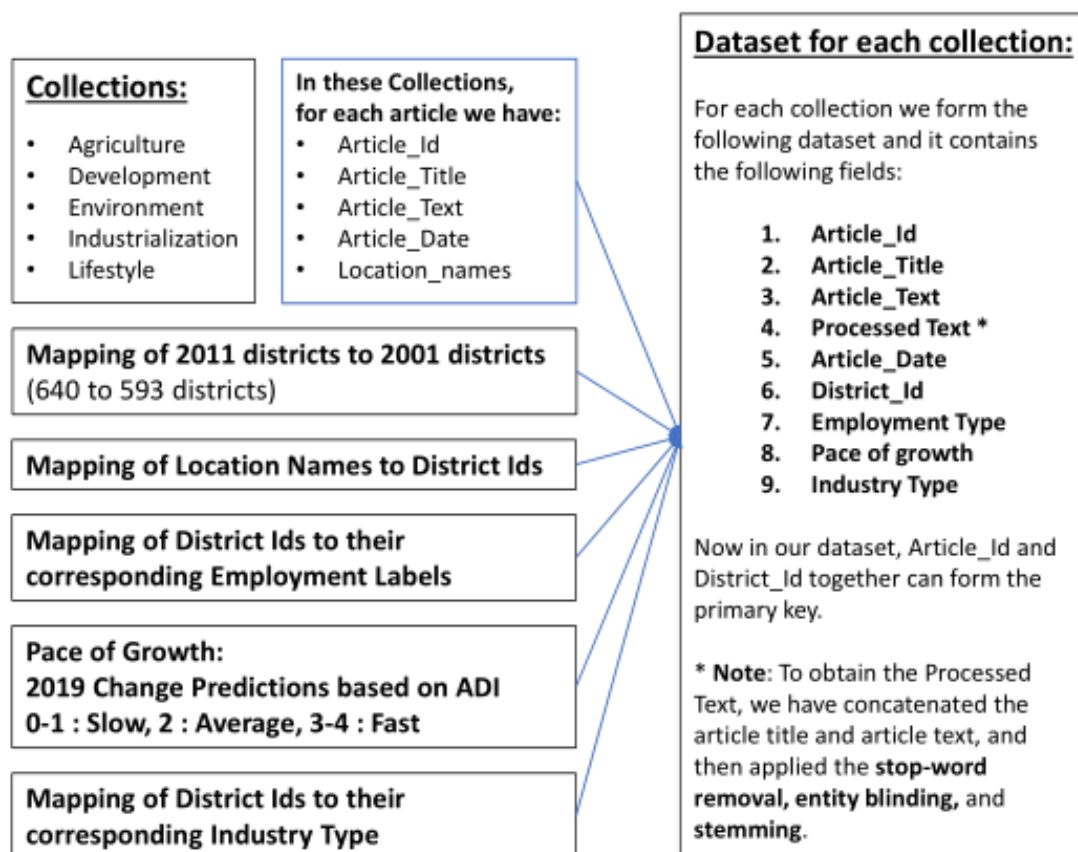 Collections:
• Agriculture
• Development
• Environment
• Industrialization
• Lifestyle
In these Collections,
for each article we have:
• Article_Id
• Article_Title
• Article_Text
• Article_Date
• Location_names
Mapping of 2011 districts to 2001 districts
(640 to 593 districts)
Mapping of Location Names to District Ids
Mapping of District Ids to their
corresponding Employment Labels
Pace of Growth:
2019 Change Predictions based on ADI
0-1 : Slow, 2 : Average, 3-4 : Fast
Mapping of District Ids to their
corresponding Industry Type
Dataset for each collection:
For each collection we form the
following dataset and it contains
the following fields:
1. Article_Id
2. Article_Title
3. Article_Text
4. Processed Text *
5. Article_Date
6. District_Id
7. Employment Type
8. Pace of growth
9. Industry Type
Now in our dataset, Article_Id and
District_Id together can form the
primary key.
* Note: To obtain the Processed
Text, we have concatenated the
article title and article text, and
then applied the stop-word
removal, entity blinding, and
stemming.